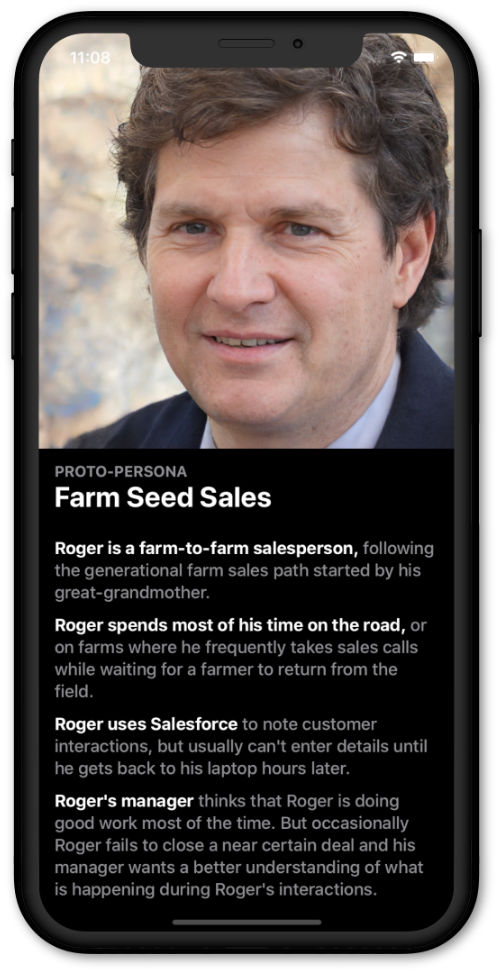 11:08
PROTO-PERSONA
Farm Seed Sales
Roger is a farm-to-farm salesperson, following
the generational farm sales path started by his
great-grandmother.
Roger spends most of his time on the road, or
on farms where he frequently takes sales calls
while waiting for a farmer to return from the
field.
Roger uses Salesforce to note customer
interactions, but usually can't enter details until
he gets back to his laptop hours later.
Roger's manager thinks that Roger is doing
good work most of the time. But occasionally
Roger fails to close a near certain deal and his
manager wants a better understanding of what
is happening during Roger's interactions.